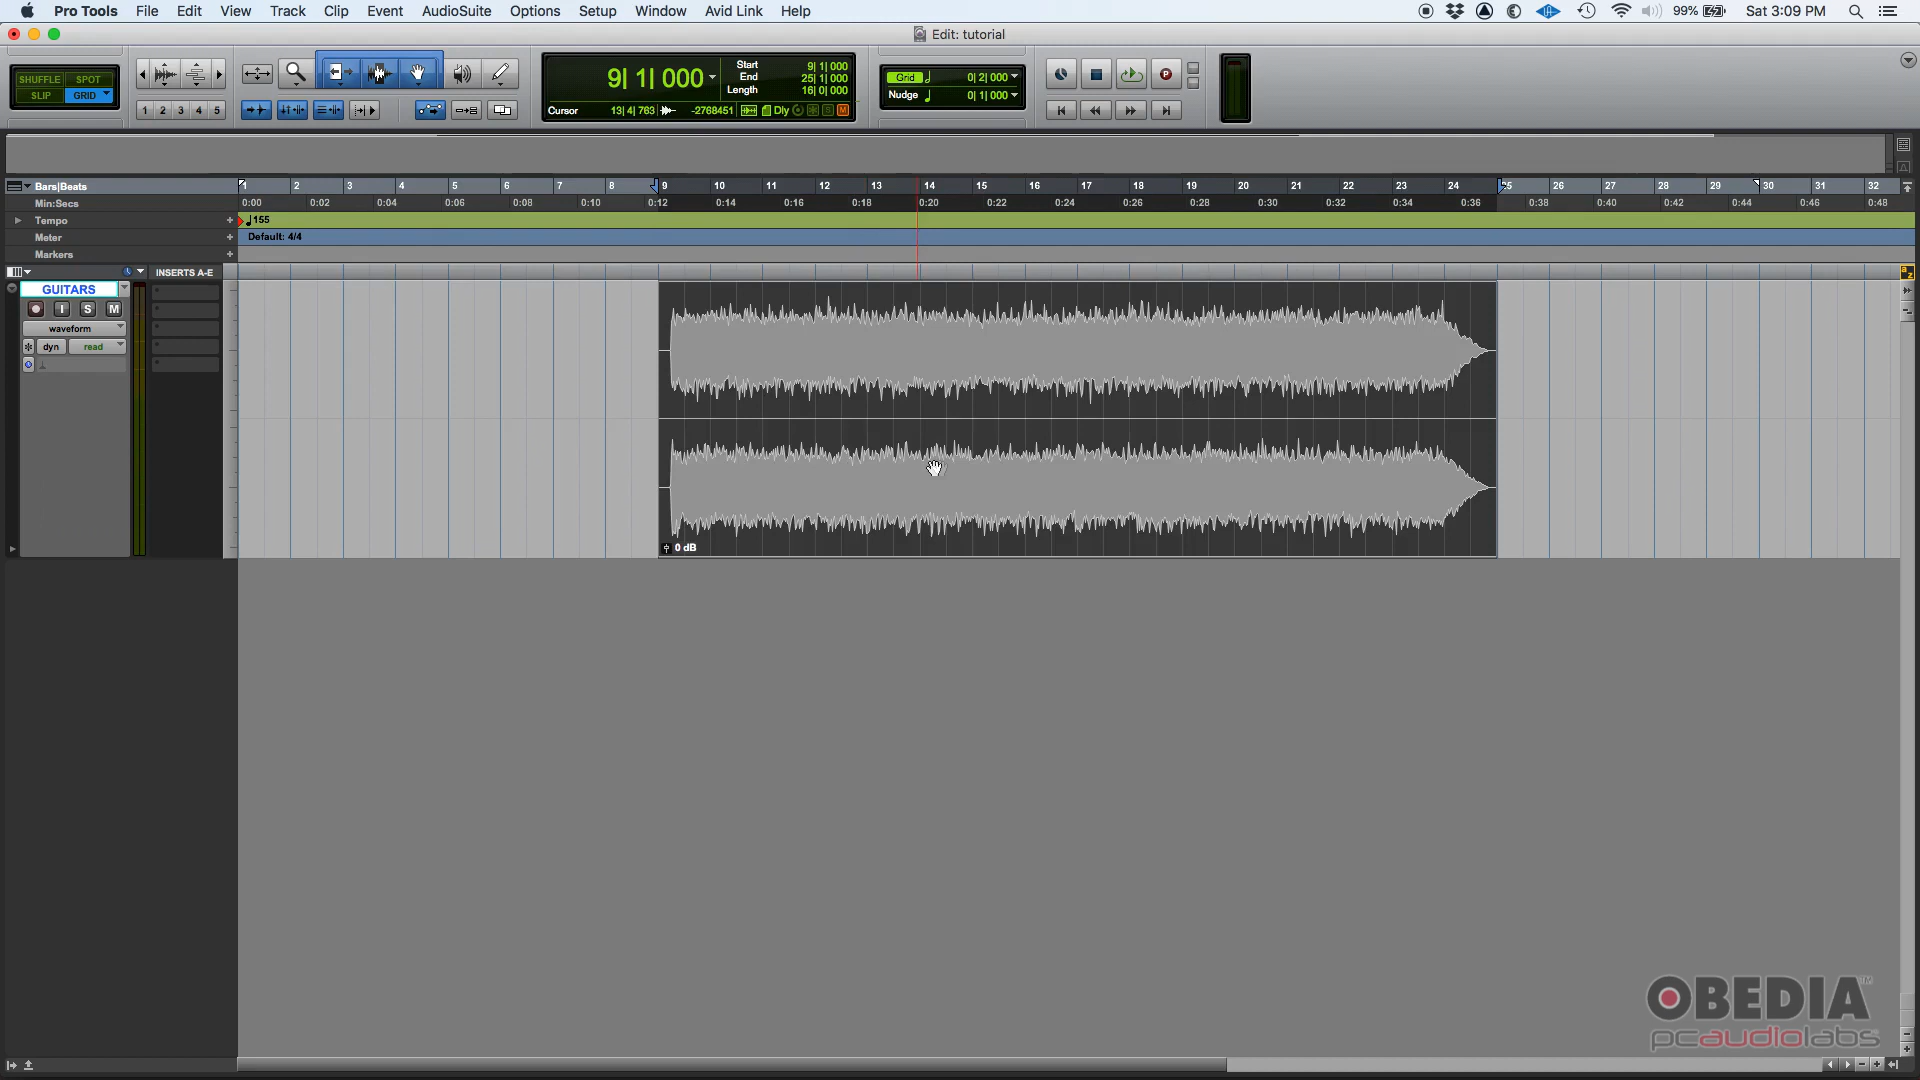 Pro Tools File Edit View Track Clip Event AudioSuite Options Setup Window Avid Link Help 99% Sat 3:09 PM
Edit: tutorial
SHUFFLE SPOT
SLIP GRID
1 2 3 4 5
9| 1| 000
Start 9| 1| 000
End 25| 1| 000
Length 16| 0| 000
Cursor 13| 4| 763 -2768451 Dly
Grid 0| 2| 000
Nudge 0| 1| 000
Bars|Beats 1 2 3 4 5 6 7 8 9 10 11 12 13 14 15 16 17 18 19 20 21 22 23 24 25 26 27 28 29 30 31 32
Min:Secs 0:00 0:02 0:04 0:06 0:08 0:10 0:12 0:14 0:16 0:18 0:20 0:22 0:24 0:26 0:28 0:30 0:32 0:34 0:36 0:38 0:40 0:42 0:44 0:46 0:48
Tempo + 155
Meter + Default: 4/4
Markers +
INSERTS A-E
GUITARS
I S M
waveform
dyn read
0 dB
OBEDIA™
pcaudiolabs